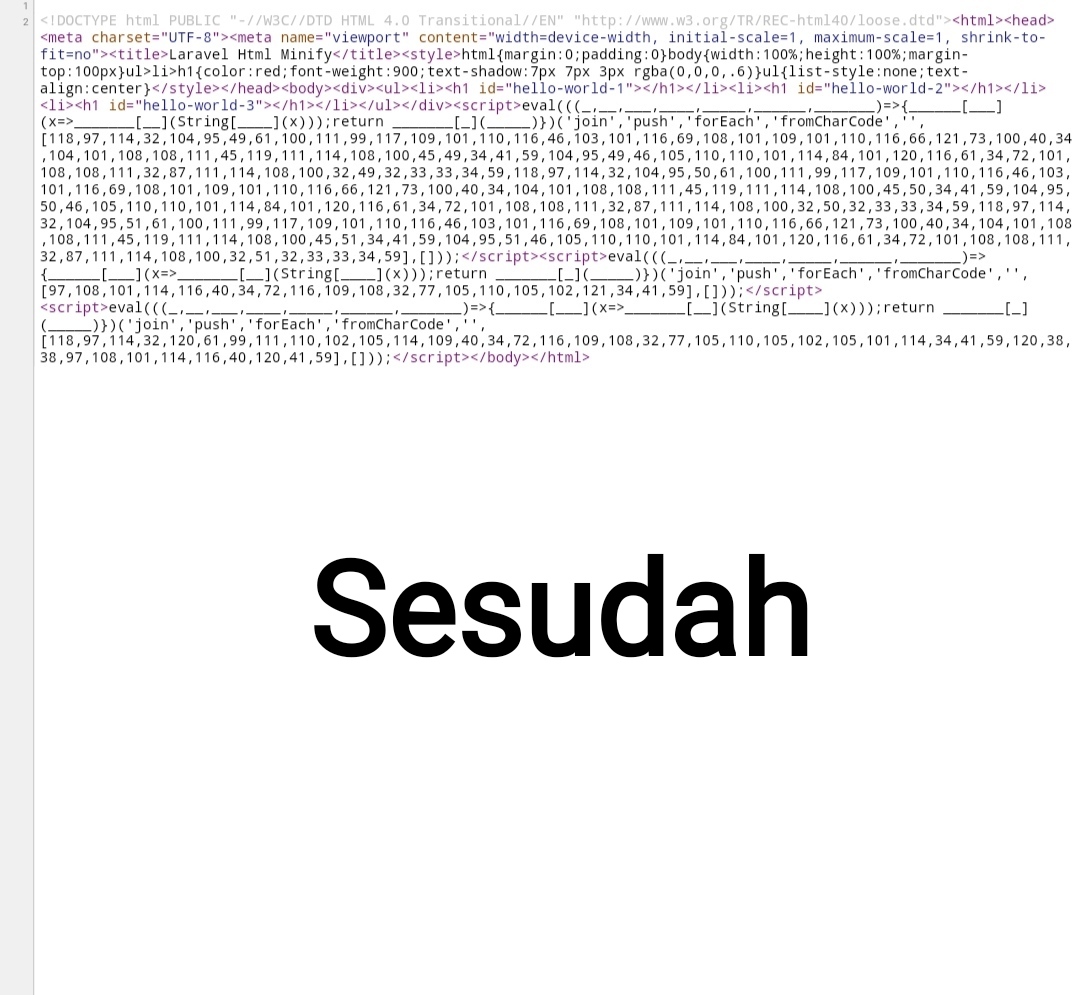 1
2 <!DOCTYPE html PUBLIC "-//W3C//DTD HTML 4.0 Transitional//EN" "http://www.w3.org/TR/REC-html40/loose.dtd"><html><head>
<meta charset="UTF-8"><meta name="viewport" content="width=device-width, initial-scale=1, maximum-scale=1, shrink-to-
fit=no"><title>Laravel Html Minify</title><style>html{margin:0;padding:0}body{width:100%;height:100%;margin-
top:100px}ul>li>h1{color:red;font-weight:900;text-shadow:7px 7px 3px rgba(0,0,0,.6)}ul{list-style:none;text-
align:center}</style></head><body><div><ul><li><h1 id="hello-world-1"></h1></li><li><h1 id="hello-world-2"></h1></li>
<li><h1 id="hello-world-3"></h1></li></ul></div><script>eval(((_,__,___,____,_____,______,_______)=>{______[___]
(x=>_______[__](String[____](x)));return _______[_](_____)})('join','push','forEach','fromCharCode','',
[118,97,114,32,104,95,49,61,100,111,99,117,109,101,110,116,46,103,101,116,69,108,101,109,101,110,116,66,121,73,100,40,34
,104,101,108,108,111,45,119,111,114,108,100,45,49,34,41,59,104,95,49,46,105,110,110,101,114,84,101,120,116,61,34,72,101,
108,108,111,32,87,111,114,108,100,32,49,32,33,33,34,59,118,97,114,32,104,95,50,61,100,111,99,117,109,101,110,116,46,103,
101,116,69,108,101,109,101,110,116,66,121,73,100,40,34,104,101,108,108,111,45,119,111,114,108,100,45,50,34,41,59,104,95,
50,46,105,110,110,101,114,84,101,120,116,61,34,72,101,108,108,111,32,87,111,114,108,100,32,50,32,33,33,34,59,118,97,114,
32,104,95,51,61,100,111,99,117,109,101,110,116,46,103,101,116,69,108,101,109,101,110,116,66,121,73,100,40,34,104,101,108
,108,111,45,119,111,114,108,100,45,51,34,41,59,104,95,51,46,105,110,110,101,114,84,101,120,116,61,34,72,101,108,108,111,
32,87,111,114,108,100,32,51,32,33,33,34,59],[]));</script><script>eval(((_,__,___,____,_____,______,_______)=>
{______[___](x=>_______[__](String[____](x)));return _______[_](_____)})('join','push','forEach','fromCharCode','',
[97,108,101,114,116,40,34,72,116,109,108,32,77,105,110,105,102,121,34,41,59],[]));</script>
<script>eval(((_,__,___,____,_____,______,_______)=>{______[___](x=>_______[__](String[____](x)));return _______[_]
(_____)})('join','push','forEach','fromCharCode','',
[118,97,114,32,120,61,99,111,110,102,105,114,109,40,34,72,116,109,108,32,77,105,110,105,102,105,101,114,34,41,59,120,38,
38,97,108,101,114,116,40,120,41,59],[]));</script></body></html>
Sesudah